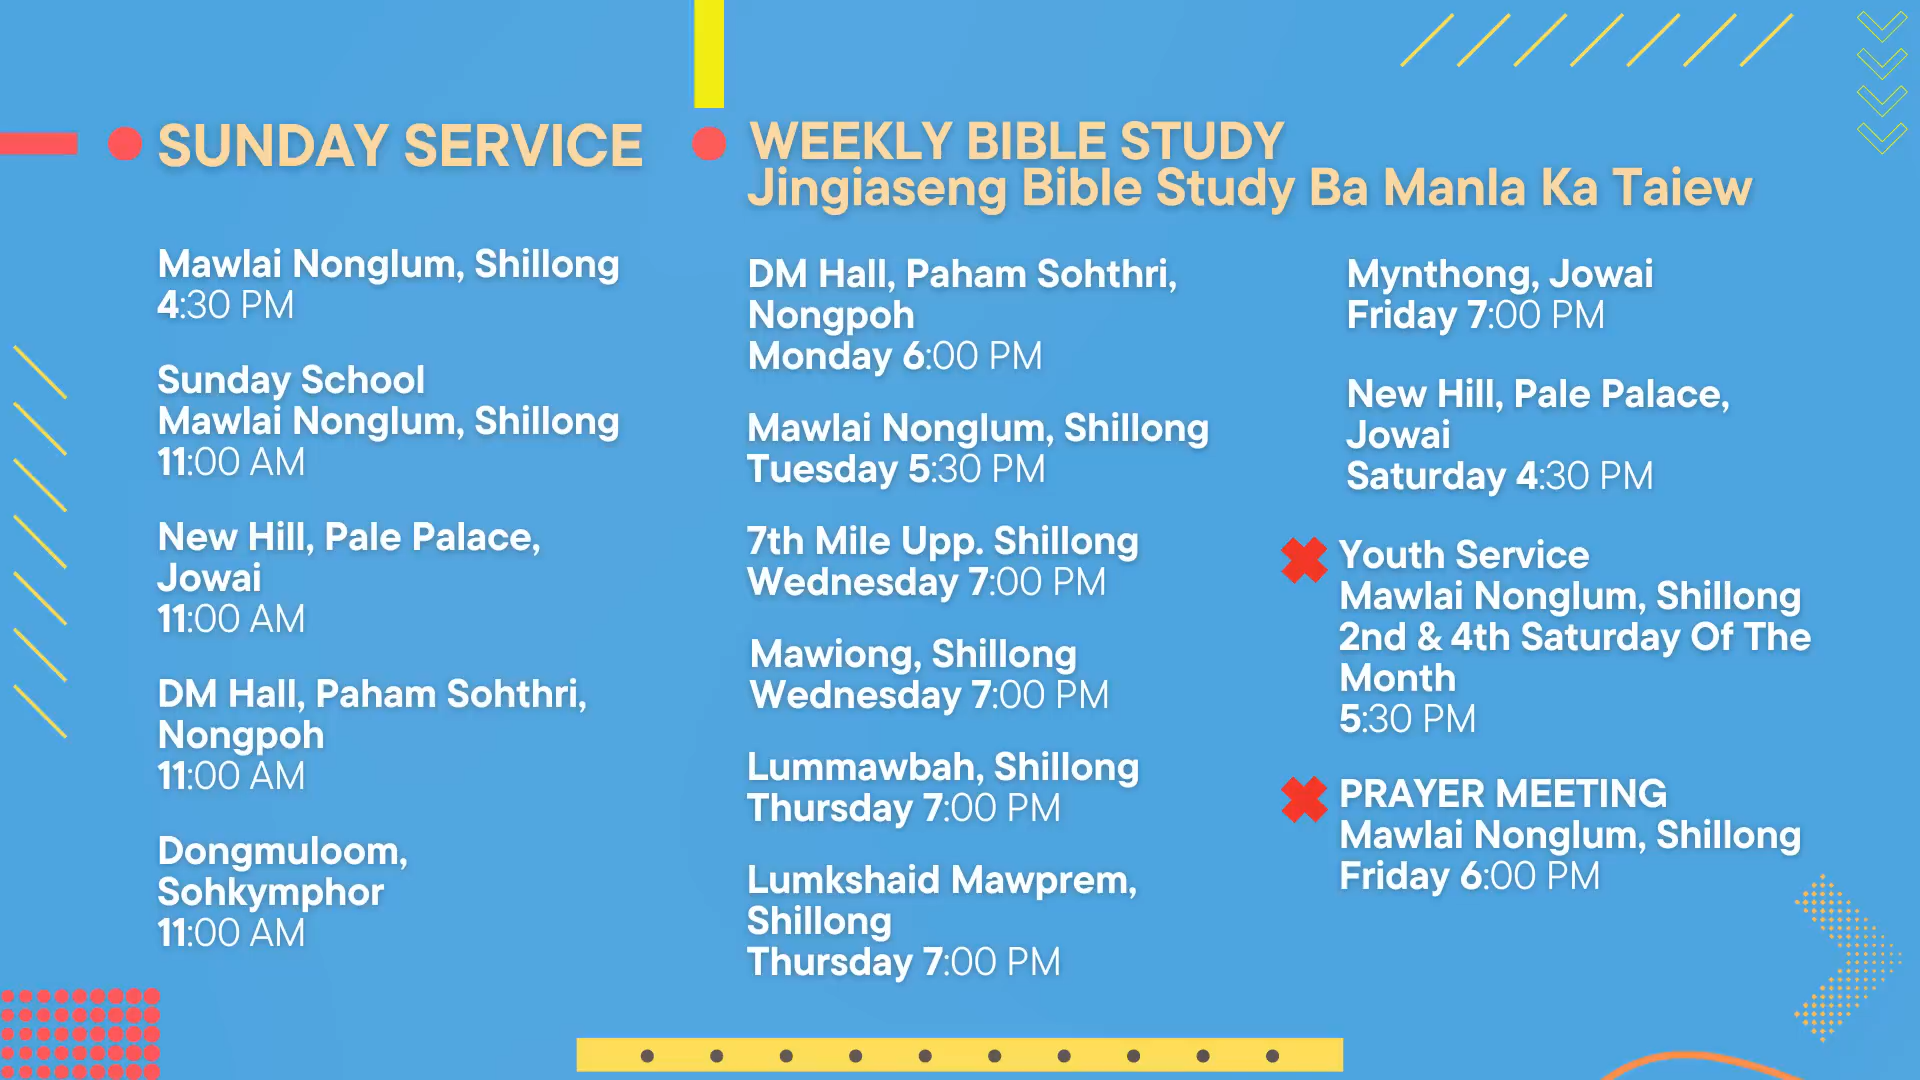 SUNDAY SERVICE
Mawlai Nonglum, Shillong
4:30 PM
Sunday School
Mawlai Nonglum, Shillong
11:00 AM
New Hill, Pale Palace,
Jowai
11:00 AM
DM Hall, Paham Sohthri,
Nongpoh
11:00 AM
Dongmuloom,
Sohkymphor
11:00 AM
WEEKLY BIBLE STUDY
Jingiaseng Bible Study Ba Manla Ka Taiew
DM Hall, Paham Sohthri,
Nongpoh
Monday 6:00 PM
Mawlai Nonglum, Shillong
Tuesday 5:30 PM
7th Mile Upp. Shillong
Wednesday 7:00 PM
Mawiong, Shillong
Wednesday 7:00 PM
Lummawbah, Shillong
Thursday 7:00 PM
Lumkshaid Mawprem,
Shillong
Thursday 7:00 PM
Mynthong, Jowai
Friday 7:00 PM
New Hill, Pale Palace,
Jowai
Saturday 4:30 PM
Youth Service
Mawlai Nonglum, Shillong
2nd & 4th Saturday Of The
Month
5:30 PM
PRAYER MEETING
Mawlai Nonglum, Shillong
Friday 6:00 PM